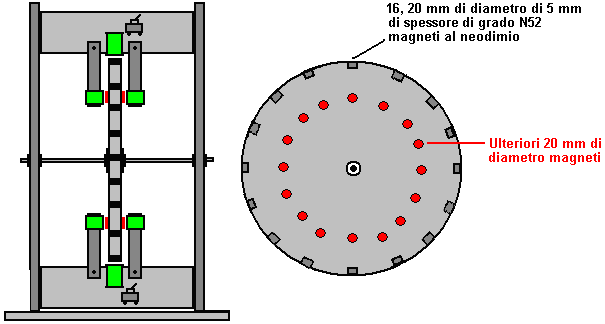 16, 20 mm di diametro di 5 mm
di spessore di grado N52
magneti al neodimio
Ulteriori 20 mm di
diametro magneti